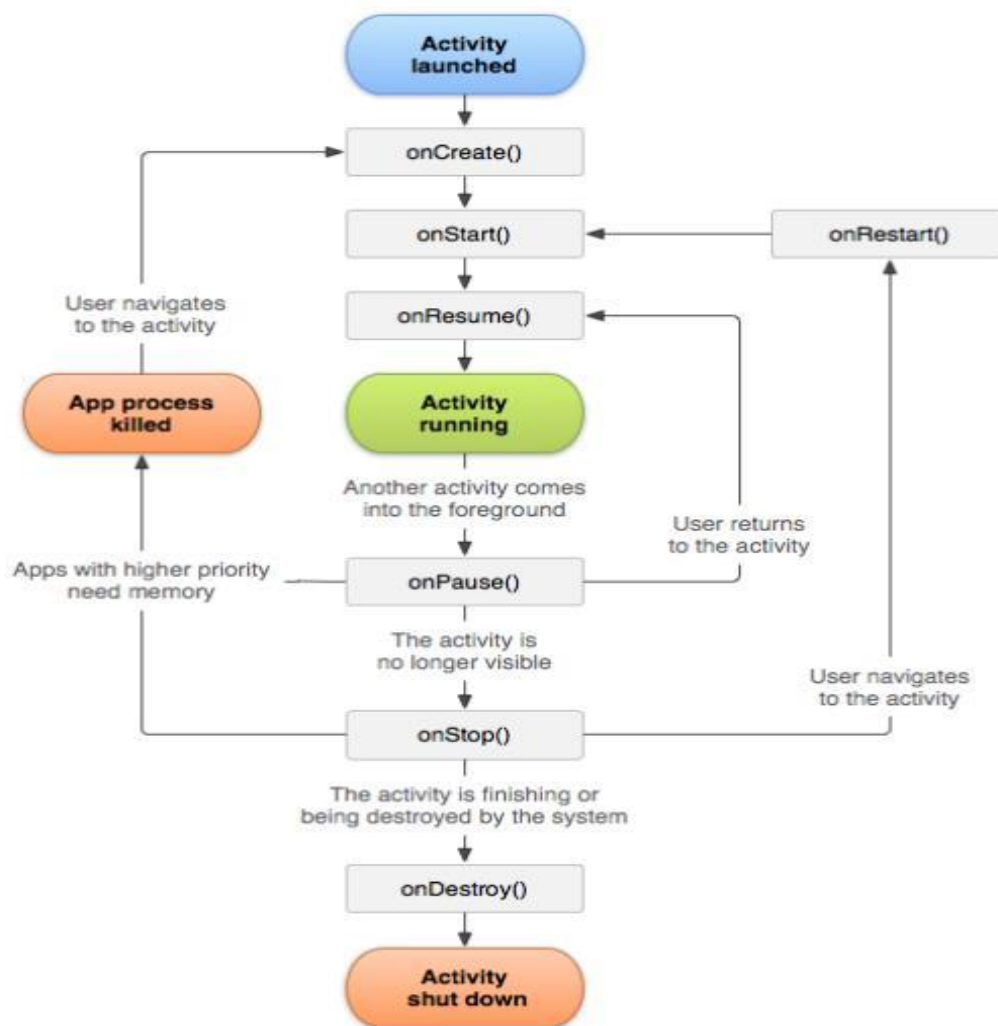 Activity
launched
onCreate()
onStart()
onRestart()
User navigates
to the activity
onResume()
App process
killed
Activity
running
Another activity comes
into the foreground
User returns
to the activity
Apps with higher priority
need memory
onPause()
The activity is
no longer visible
User navigates
to the activity
onStop()
The activity is finishing or
being destroyed by the system
onDestroy()
Activity
shut down